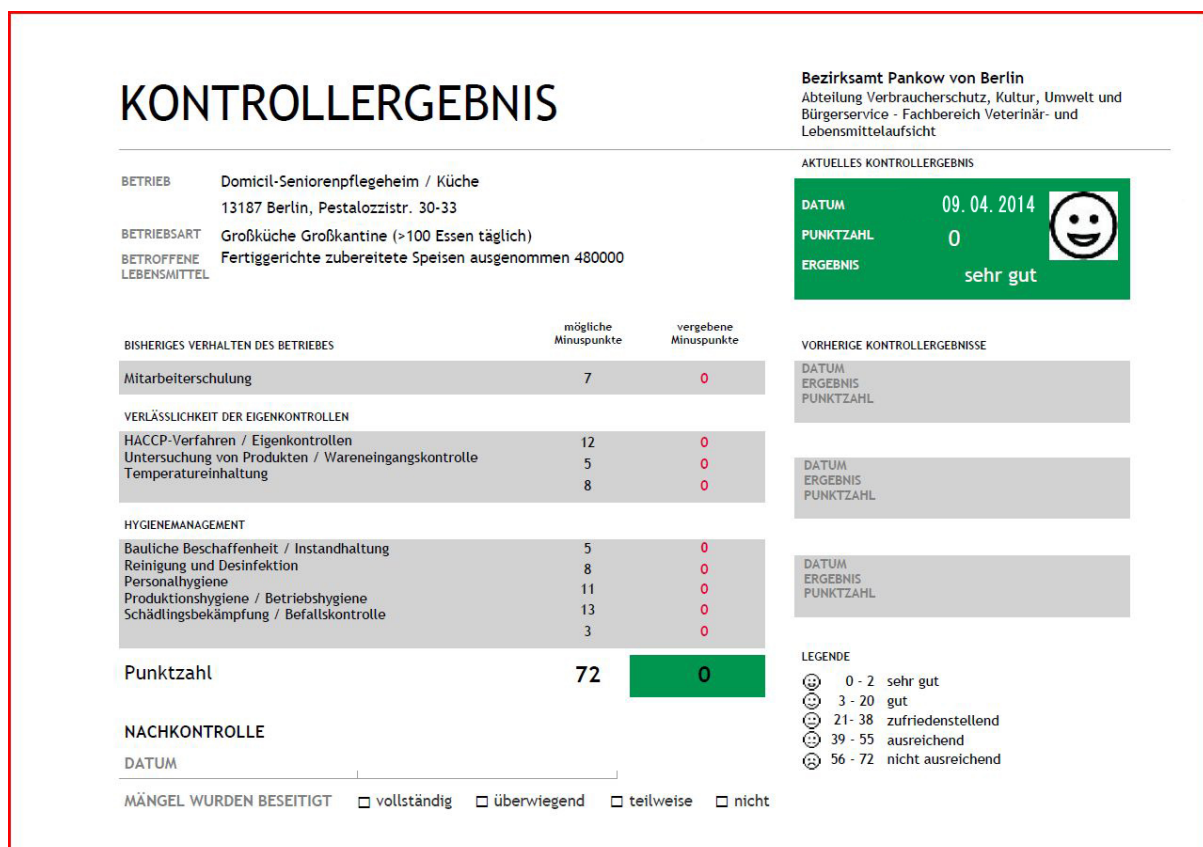 KONTROLLERGEBNIS
Bezirksamt Pankow von Berlin
Abteilung Verbraucherschutz, Kultur, Umwelt und
Bürgerservice - Fachbereich Veterinär- und
Lebensmittelaufsicht
BETRIEB Domicil-Seniorenpflegeheim / Küche
13187 Berlin, Pestalozzistr. 30-33
BETRIEBSART Großküche Großkantine (>100 Essen täglich)
BETROFFENE LEBENSMITTEL Fertiggerichte zubereitete Speisen ausgenommen 480000
AKTUELLES KONTROLLERGEBNIS
DATUM 09.04.2014
PUNKTZAHL 0
ERGEBNIS sehr gut
mögliche Minuspunkte vergebene Minuspunkte
BISHERIGES VERHALTEN DES BETRIEBES
Mitarbeiterschulung 7 0
VERLÄSSLICHKEIT DER EIGENKONTROLLEN
HACCP-Verfahren / Eigenkontrollen 12 0
Untersuchung von Produkten / Wareneingangskontrolle 5 0
Temperatureinhaltung 8 0
HYGIENEMANAGEMENT
Bauliche Beschaffenheit / Instandhaltung 5 0
Reinigung und Desinfektion 8 0
Personalhygiene 11 0
Produktionshygiene / Betriebshygiene 13 0
Schädlingsbekämpfung / Befallskontrolle 3 0
Punktzahl 72 0
NACHKONTROLLE
DATUM
MÄNGEL WURDEN BESEITIGT vollständig überwiegend teilweise nicht
VORHERIGE KONTROLLERGEBNISSE
DATUM
ERGEBNIS
PUNKTZAHL
DATUM
ERGEBNIS
PUNKTZAHL
DATUM
ERGEBNIS
PUNKTZAHL
LEGENDE
0 - 2 sehr gut
3 - 20 gut
21- 38 zufriedenstellend
39 - 55 ausreichend
56 - 72 nicht ausreichend